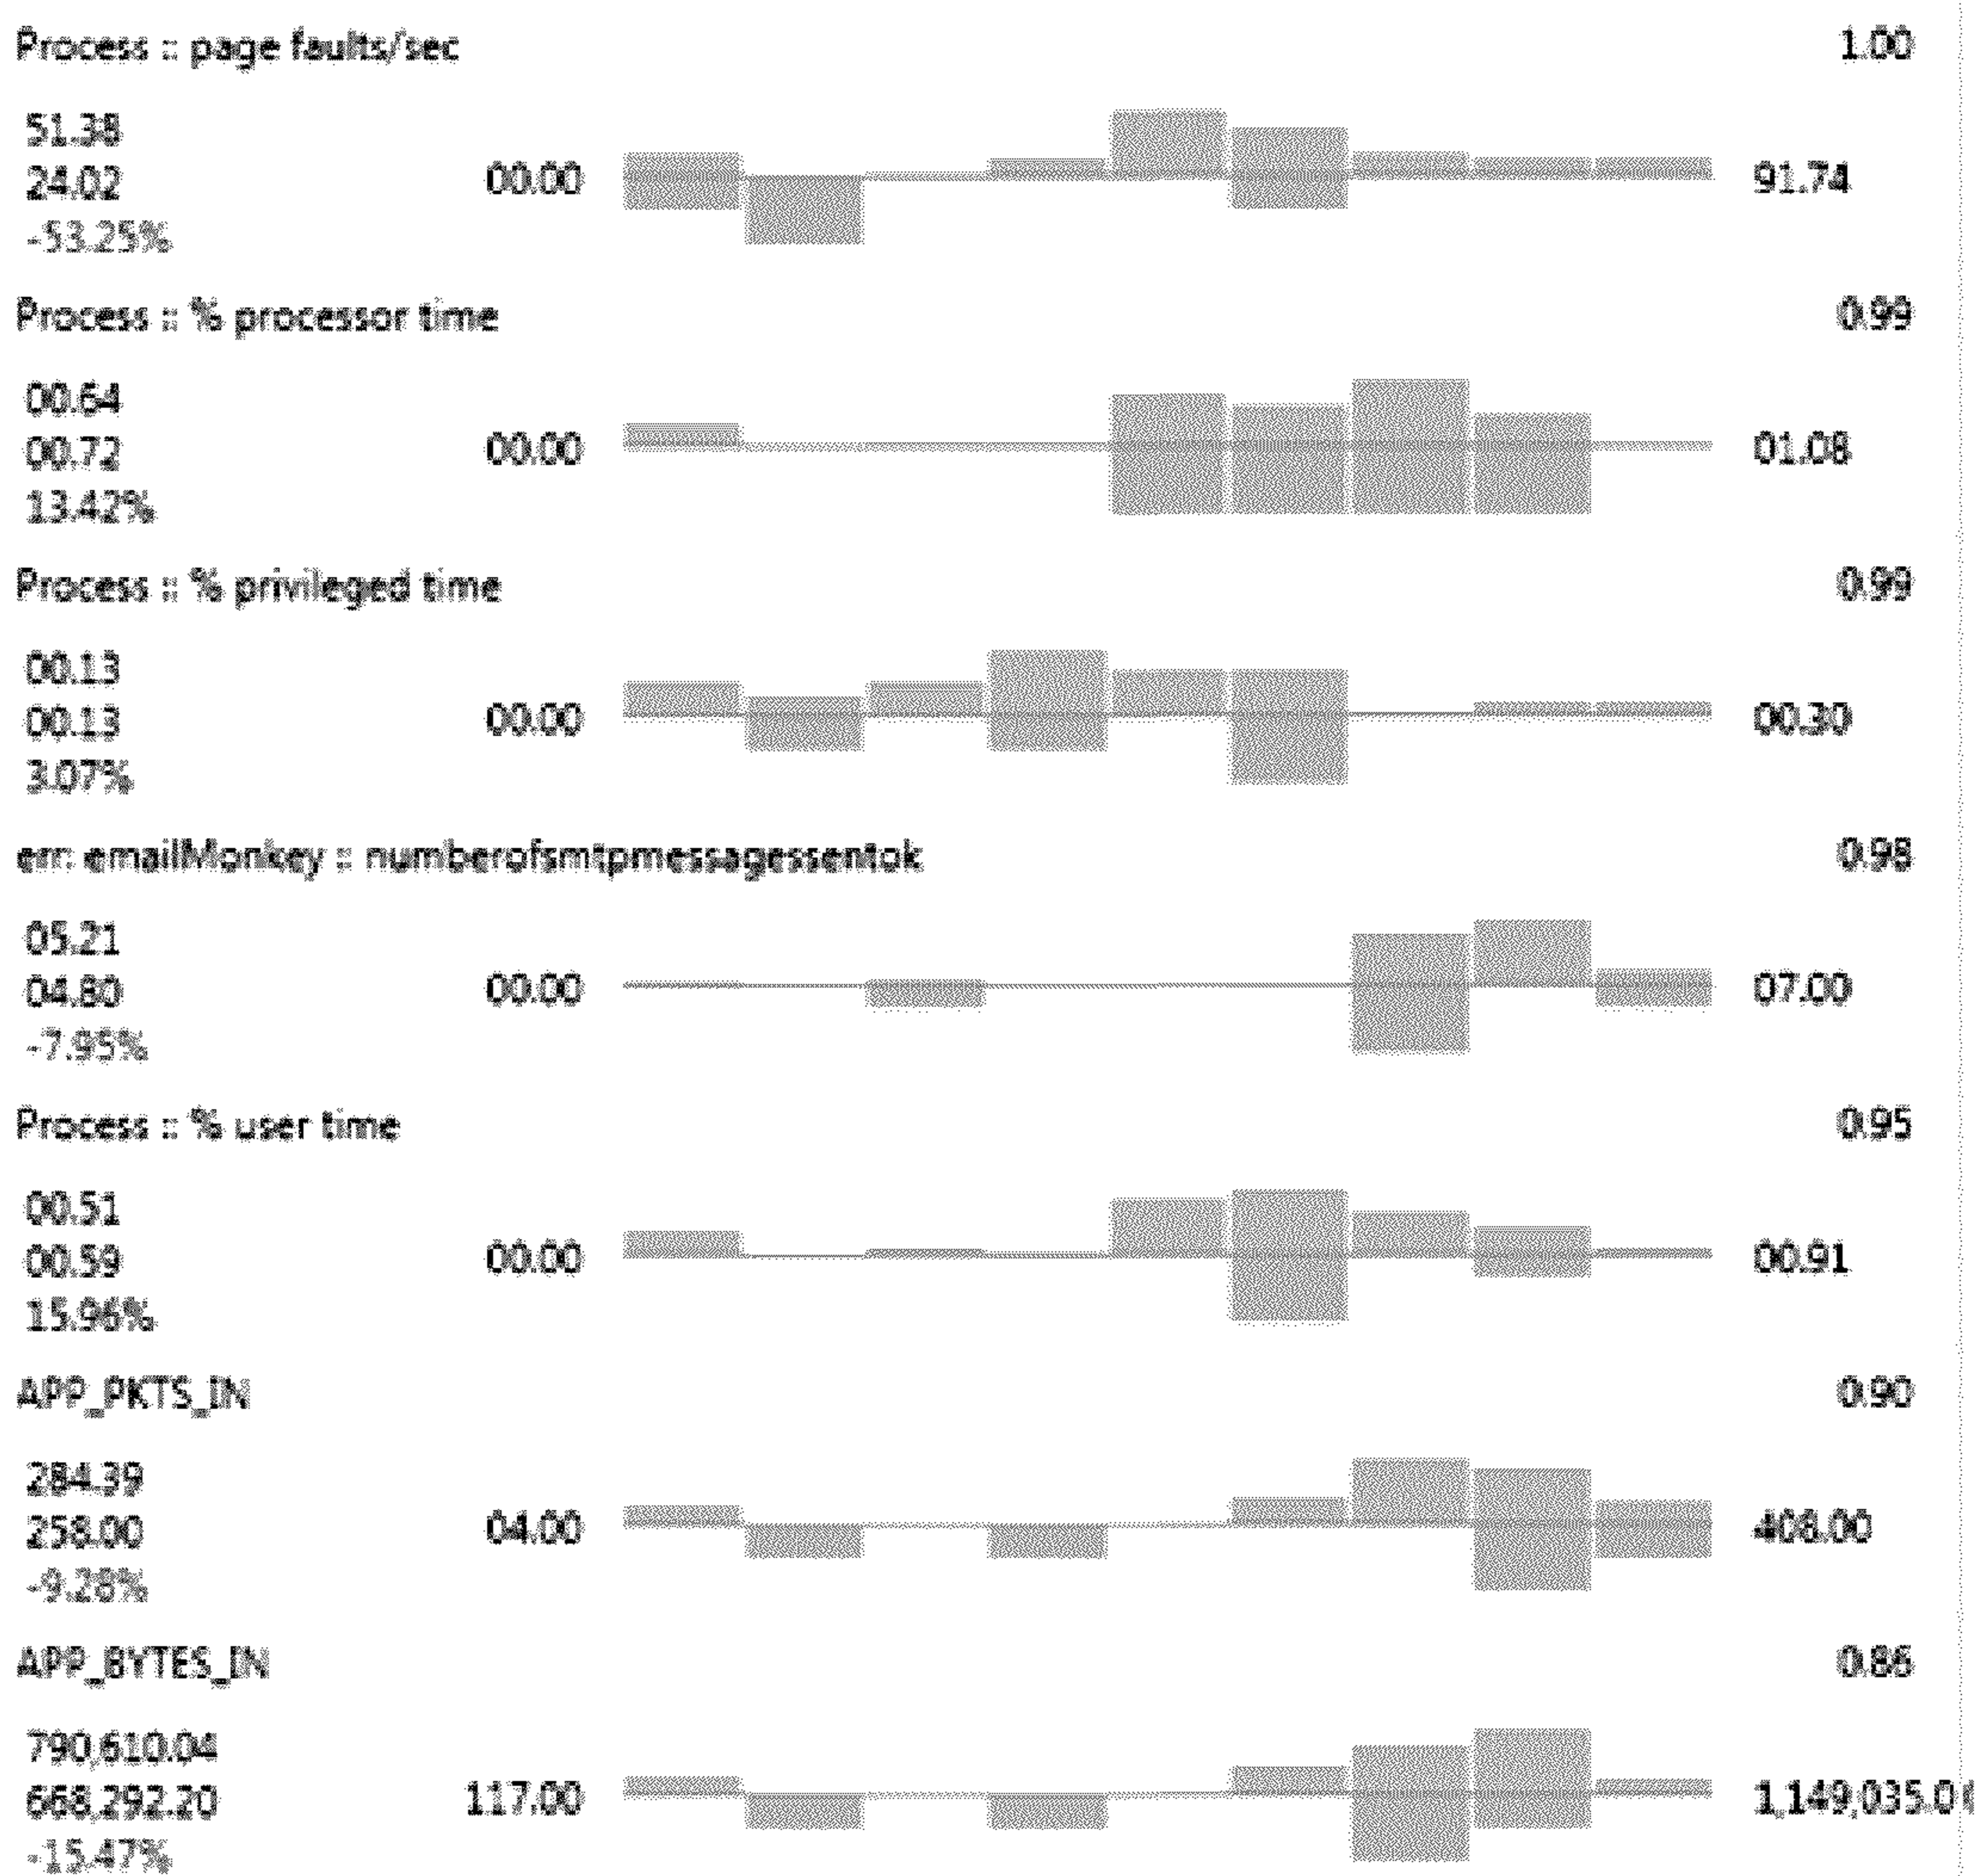 Process :: page faults/sec 1.00
51.38
24.02 00.00 91.74
-53.25%
Process :: % processor time 0.99
00.64
00.72 00.00 01.08
13.42%
Process :: % privileged time 0.99
00.13
00.13 00.00 00.30
3.07%
err: emailMonkey :: numberofsmtpmessagessentok 0.98
05.21
04.80 00.00 07.00
-7.95%
Process :: % user time 0.95
00.51
00.59 00.00 00.91
15.96%
APP_PKTS_IN 0.90
284.39
258.00 04.00 408.00
-9.28%
APP_BYTES_IN 0.86
790,610.04
668,292.20 117.00 1,149,035.0
-15.47%